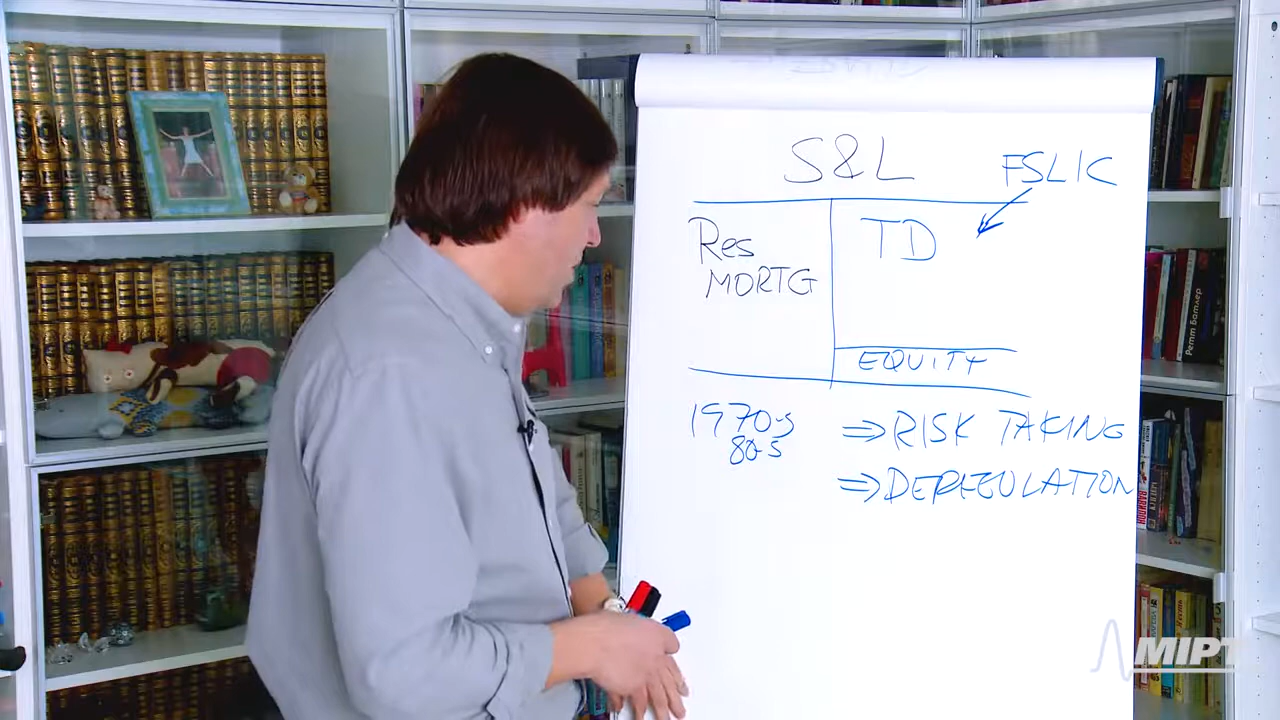 S&L
FSLIC
Res
MORTG
TD
EQUITY
1970-s
80-s
⇒ RISK TAKING
⇒ DEREGULATION
MIPT